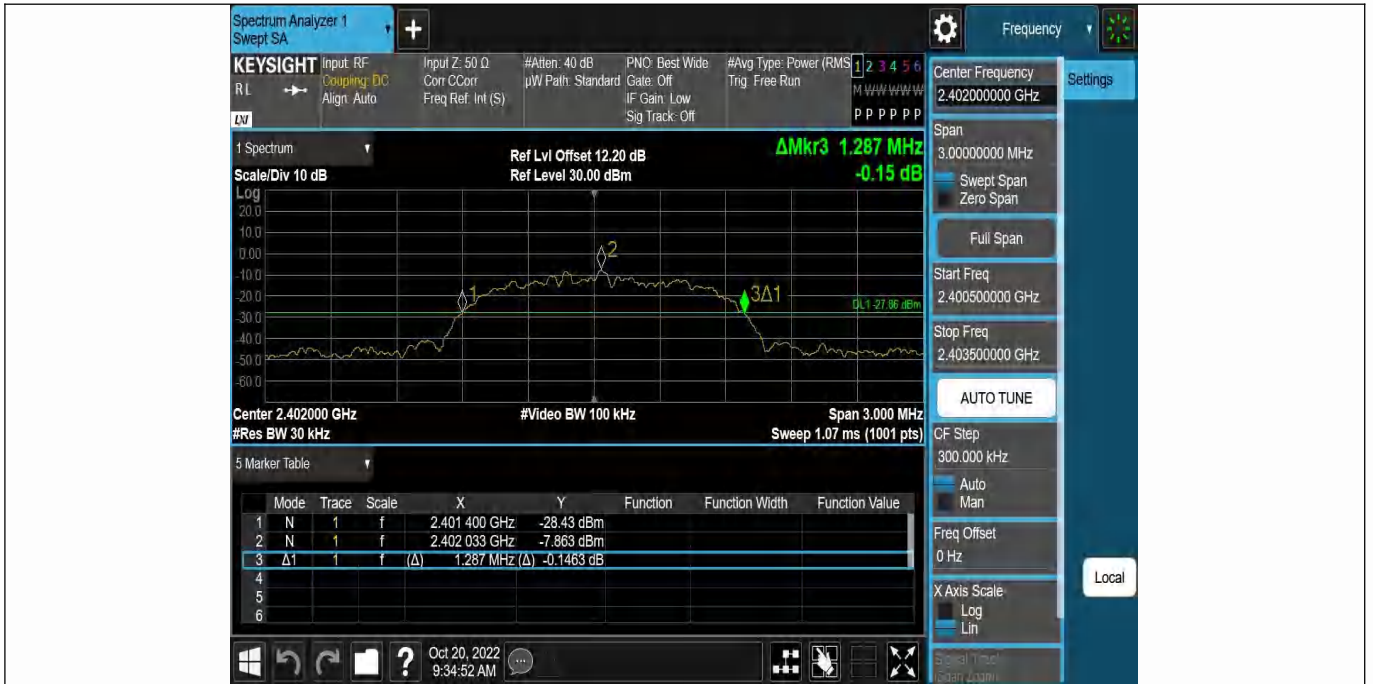 Spectrum Analyzer 1
Swept SA
+
Frequency
KEYSIGHT
RL
LXI
Input: RF
Coupling: DC
Align: Auto
Input Z: 50 Ω
Corr CCorr
Freq Ref: Int (S)
#Atten: 40 dB
µW Path: Standard
PNO: Best Wide
Gate: Off
IF Gain: Low
Sig Track: Off
#Avg Type: Power (RMS
Trig: Free Run
1 2 3 4 5 6
M W W W W W
P P P P P P
1 Spectrum
Scale/Div 10 dB
Ref Lvl Offset 12.20 dB
Ref Level 30.00 dBm
ΔMkr3 1.287 MHz
-0.15 dB
Log
20.0
10.0
0.00
-10.0
-20.0
-30.0
-40.0
-50.0
-60.0
1
2
3Δ1
DL1 -27.86 dBm
Center 2.402000 GHz
#Video BW 100 kHz
Span 3.000 MHz
#Res BW 30 kHz
Sweep 1.07 ms (1001 pts)
5 Marker Table
Mode Trace Scale X Y Function Function Width Function Value
1 N 1 f 2.401 400 GHz -28.43 dBm
2 N 1 f 2.402 033 GHz -7.863 dBm
3 Δ1 1 f (Δ) 1.287 MHz (Δ) -0.1463 dB
4
5
6
?
Oct 20, 2022
9:34:52 AM
Center Frequency
2.402000000 GHz
Settings
Span
3.00000000 MHz
Swept Span
Zero Span
Full Span
Start Freq
2.400500000 GHz
Stop Freq
2.403500000 GHz
AUTO TUNE
CF Step
300.000 kHz
Auto
Man
Freq Offset
0 Hz
X Axis Scale
Log
Lin
Signal Track
(Span Zoom)
Local